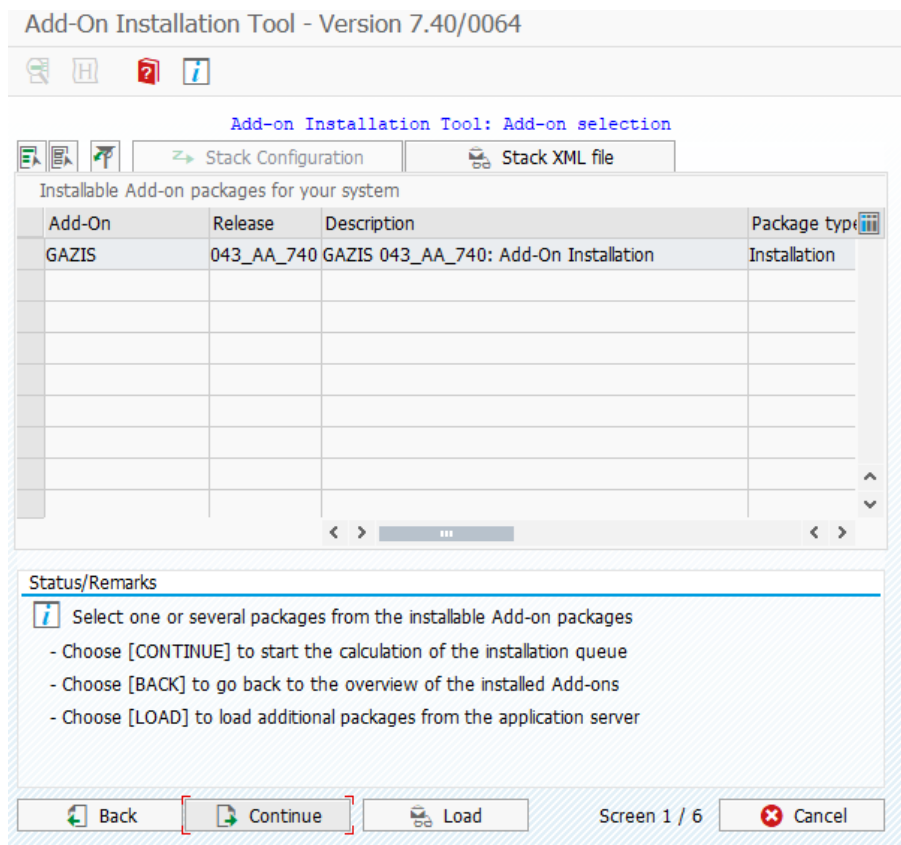 Add-On Installation Tool - Version 7.40/0064
Add-on Installation Tool: Add-on selection
Stack Configuration Stack XML file
Installable Add-on packages for your system
Add-On Release Description Package type
GAZIS 043_AA_740 GAZIS 043_AA_740: Add-On Installation Installation
Status/Remarks
Select one or several packages from the installable Add-on packages
- Choose [CONTINUE] to start the calculation of the installation queue
- Choose [BACK] to go back to the overview of the installed Add-ons
- Choose [LOAD] to load additional packages from the application server
Back Continue Load Screen 1 / 6 Cancel